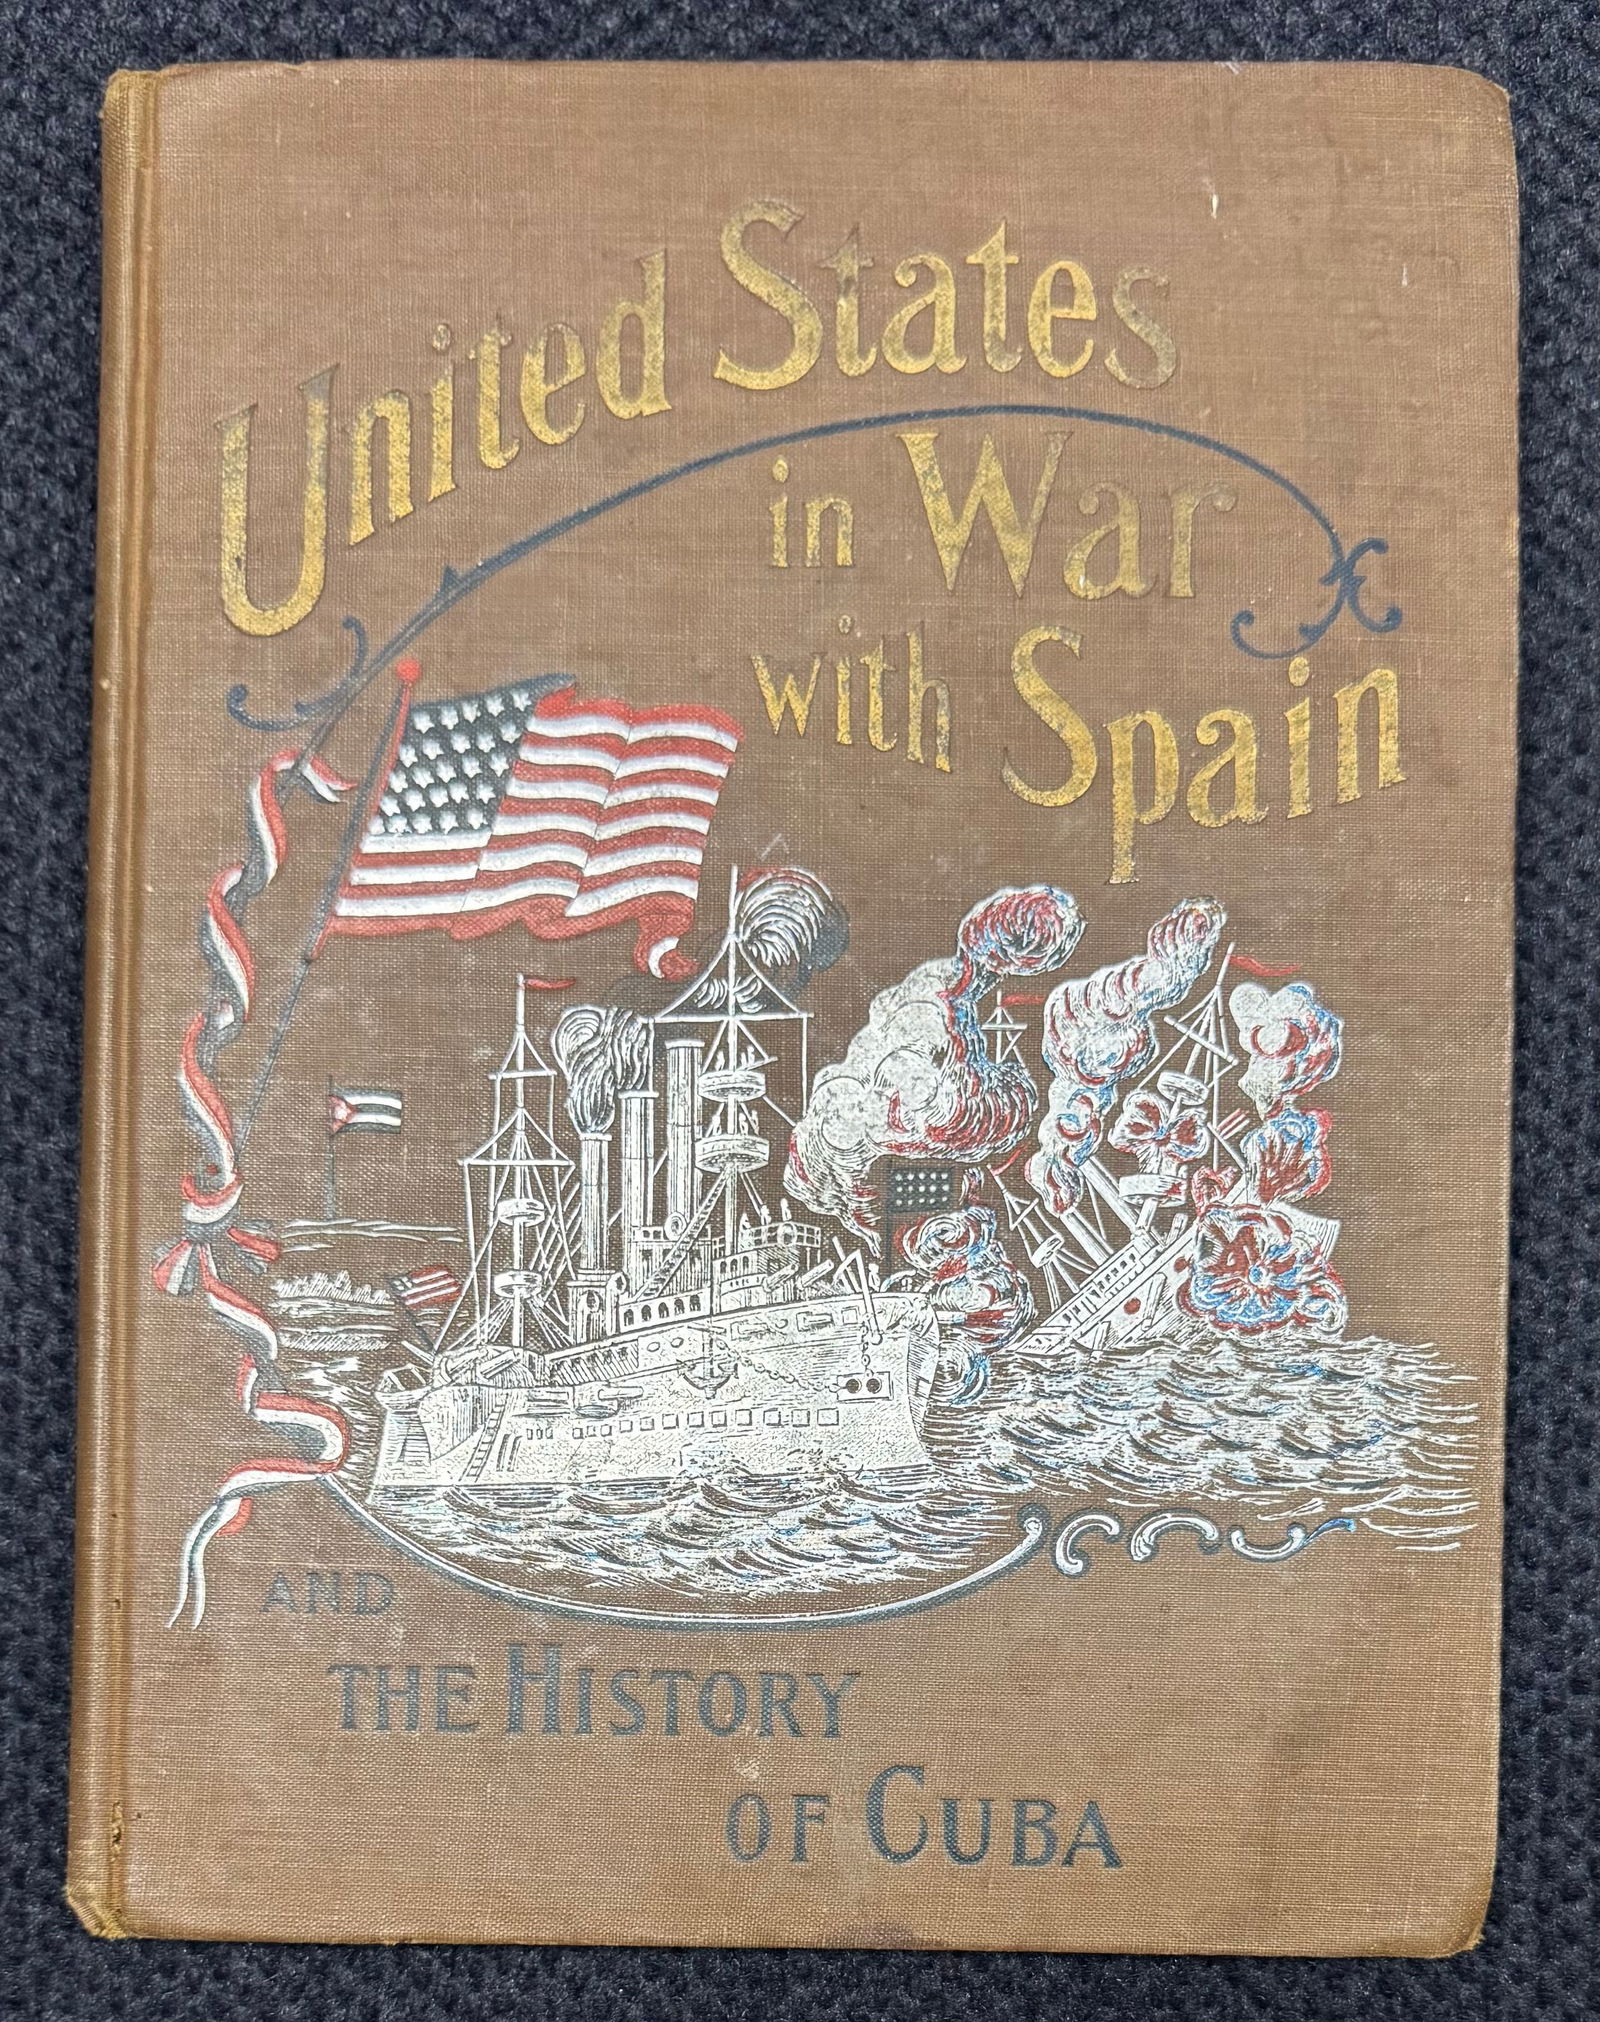 United States
in War
with Spain
AND
THE HISTORY
OF CUBA